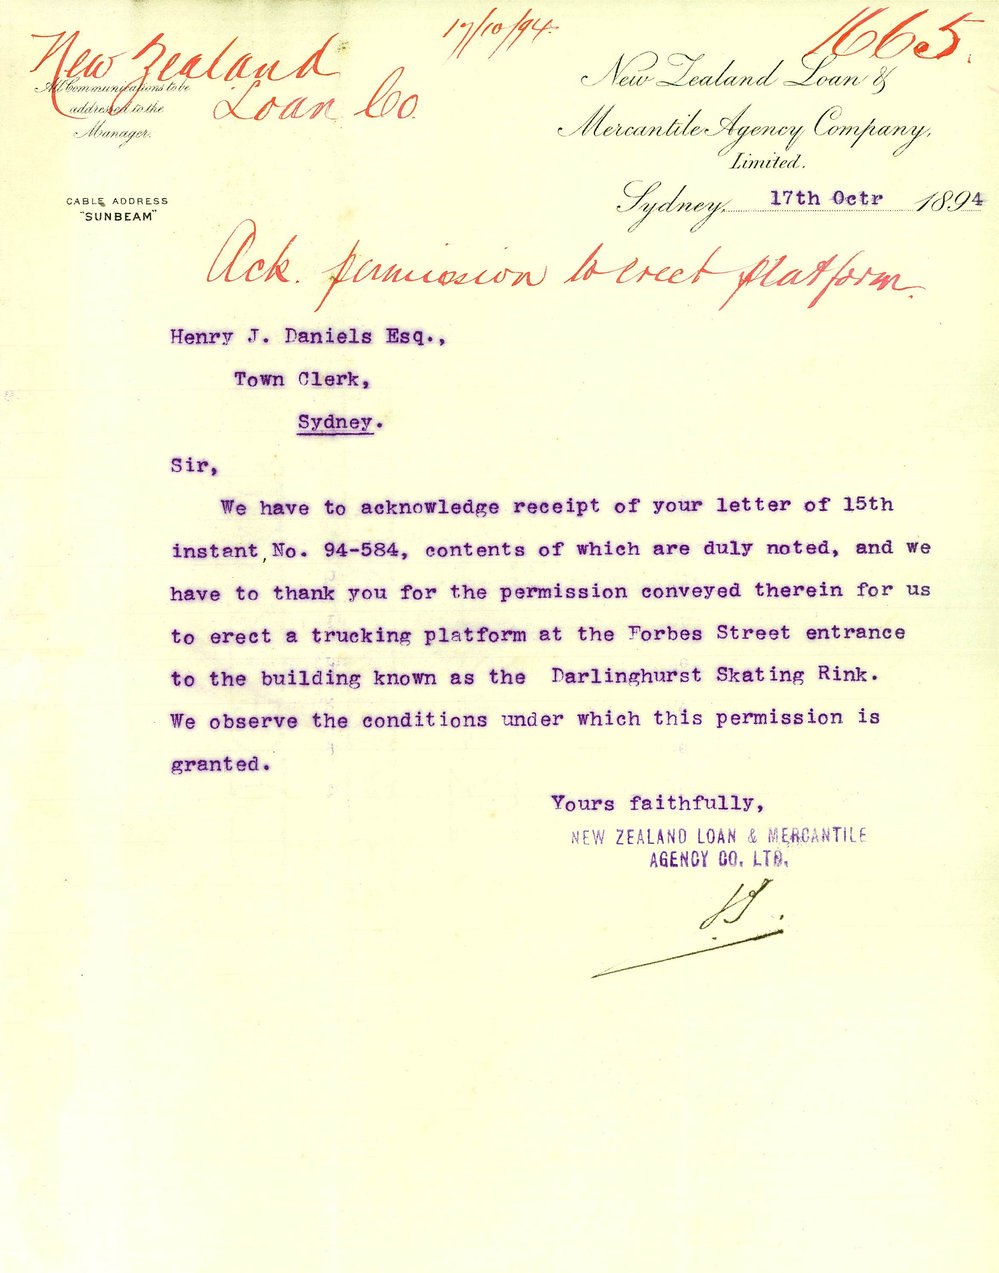 17/10/94.
1665.
New Zealand
Loan Co.
All Communications to be
addressed to the
Manager.
CABLE ADDRESS
"SUNBEAM"
New Zealand Loan &
Mercantile Agency Company,
Limited.
Sydney, 17th Octr 1894
Ack. permission to erect platform.
Henry J. Daniels Esq.,
Town Clerk,
Sydney.
Sir,
We have to acknowledge receipt of your letter of 15th
instant, No. 94-584, contents of which are duly noted, and we
have to thank you for the permission conveyed therein for us
to erect a trucking platform at the Forbes Street entrance
to the building known as the Darlinghurst Skating Rink.
We observe the conditions under which this permission is
granted.
Yours faithfully,
NEW ZEALAND LOAN & MERCANTILE
AGENCY CO. LTD.